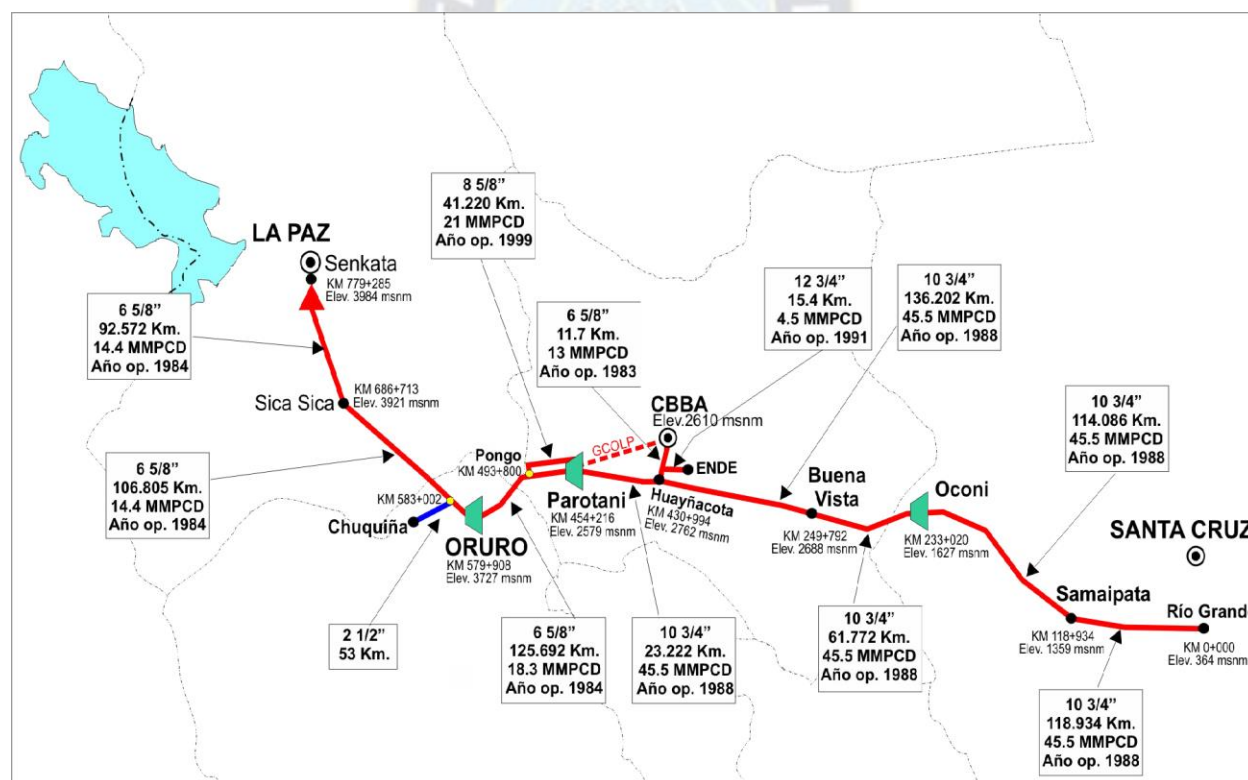 8 5/8”
41.220 Km.
21 MMPCD
Año op. 1999
LA PAZ
Senkata
KM 779+285
Elev. 3984 msnm
12 3/4”
15.4 Km.
4.5 MMPCD
Año op. 1991
10 3/4”
136.202 Km.
45.5 MMPCD
Año op. 1988
6 5/8”
92.572 Km.
14.4 MMPCD
Año op. 1984
6 5/8”
11.7 Km.
13 MMPCD
Año op. 1983
Sica Sica
KM 686+713
Elev. 3921 msnm
CBBA
Elev.2610 msnm
GCOLP
10 3/4”
114.086 Km.
45.5 MMPCD
Año op. 1988
6 5/8”
106.805 Km.
14.4 MMPCD
Año op. 1984
Pongo
KM 493+800
ENDE
Parotani
KM 454+216
Elev. 2579 msnm
Huayñacota
KM 430+994
Elev. 2762 msnm
Buena
Vista
KM 249+792
Elev. 2688 msnm
Oconi
KM 233+020
Elev. 1627 msnm
KM 583+002
Chuquiña
ORURO
KM 579+908
Elev. 3727 msnm
SANTA CRUZ
Samaipata
KM 118+934
Elev. 1359 msnm
Río Grande
KM 0+000
Elev. 364 msnm
2 1/2”
53 Km.
6 5/8”
125.692 Km.
18.3 MMPCD
Año op. 1984
10 3/4”
23.222 Km.
45.5 MMPCD
Año op. 1988
10 3/4”
61.772 Km.
45.5 MMPCD
Año op. 1988
10 3/4”
118.934 Km.
45.5 MMPCD
Año op. 1988